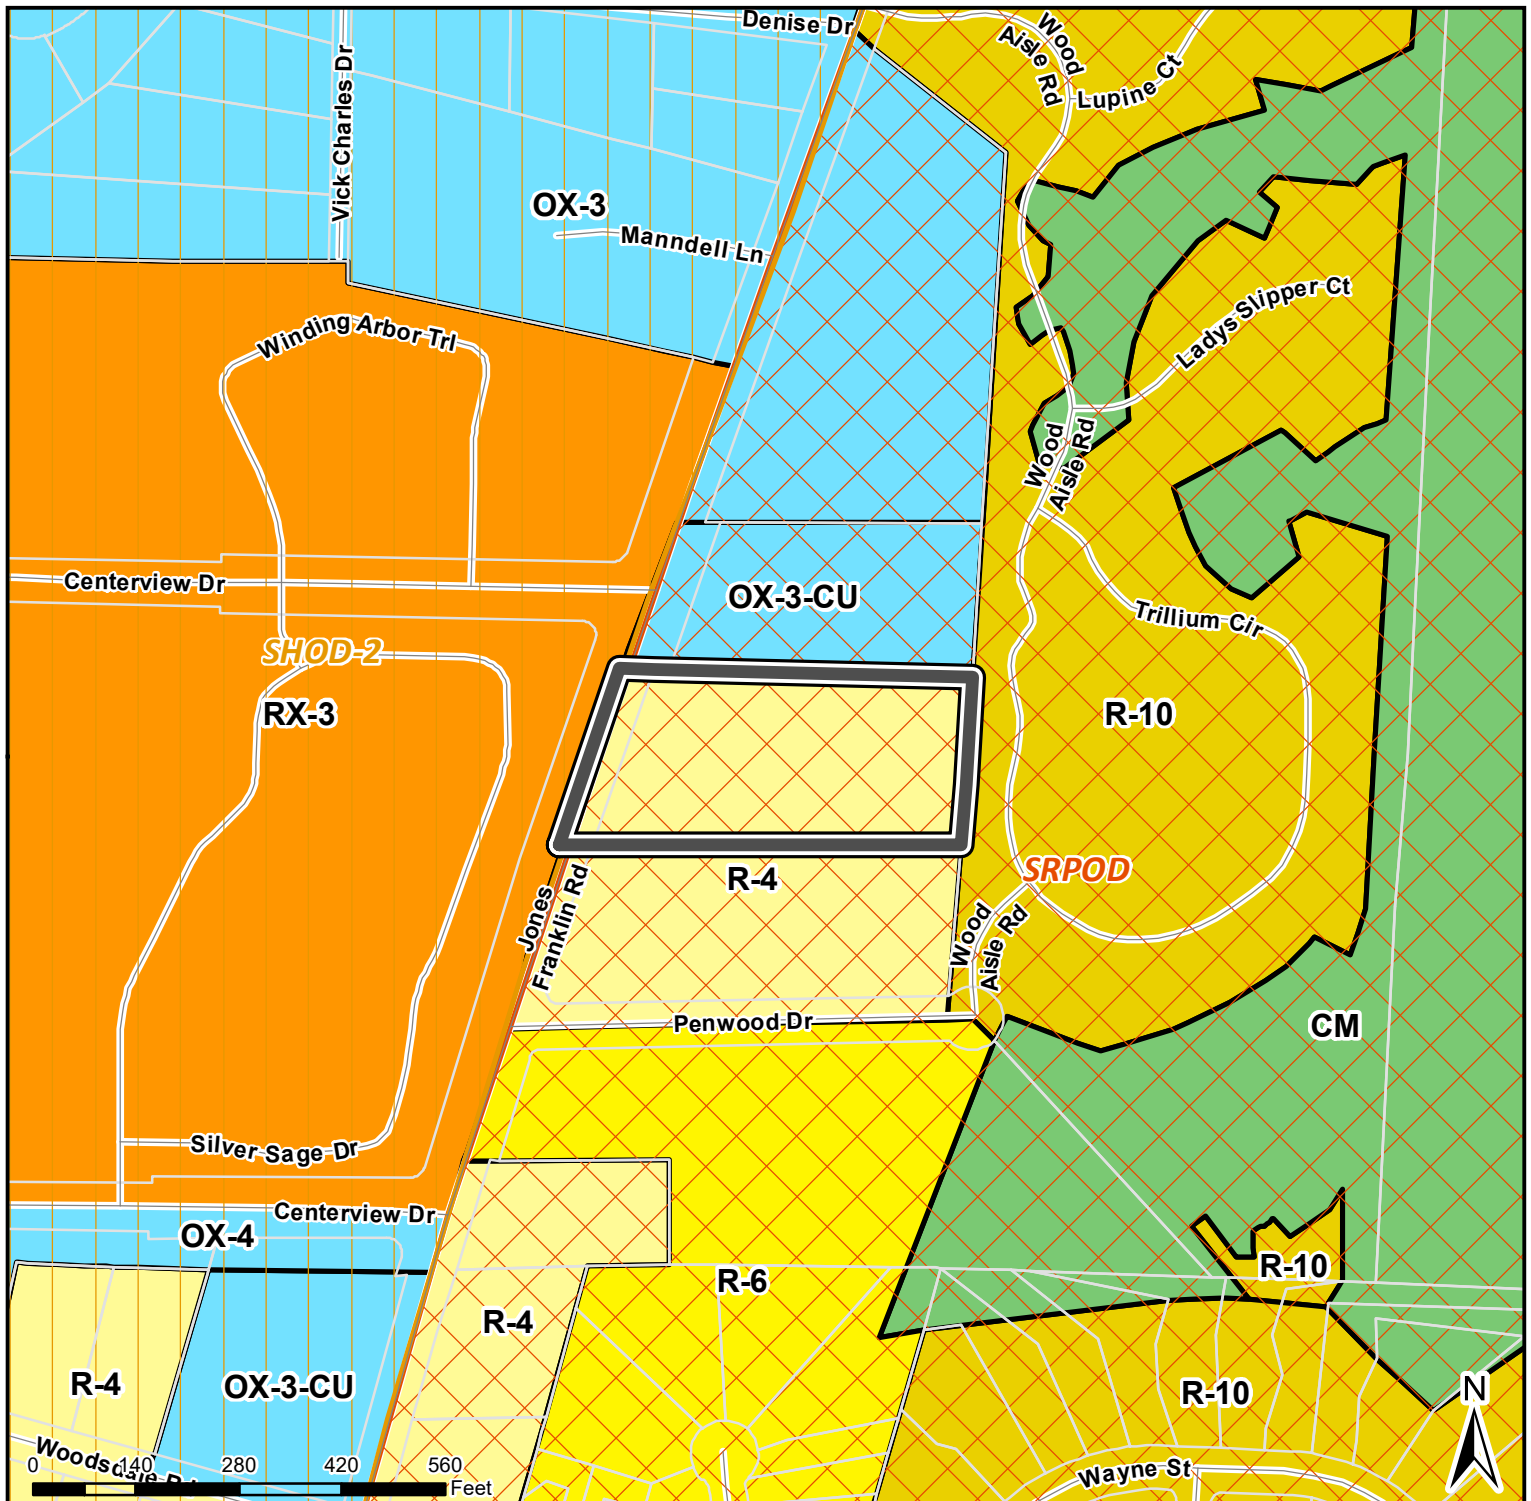 Denise Dr
Wood
Aisle Rd
Lupine Ct
Vick Charles Dr
OX-3
Manndell Ln
Ladys Slipper Ct
Winding Arbor Trl
Wood
Aisle Rd
Centerview Dr
OX-3-CU
Trillium Cir
SHOD-2
RX-3
R-10
SRPOD
R-4
Jones
Franklin Rd
Wood
Aisle Rd
Penwood Dr
CM
Silver Sage Dr
Centerview Dr
OX-4
R-10
R-6
R-4
R-4
OX-3-CU
R-10
N
Woodsdale Rd
0 140 280 420 560
Feet
Wayne St